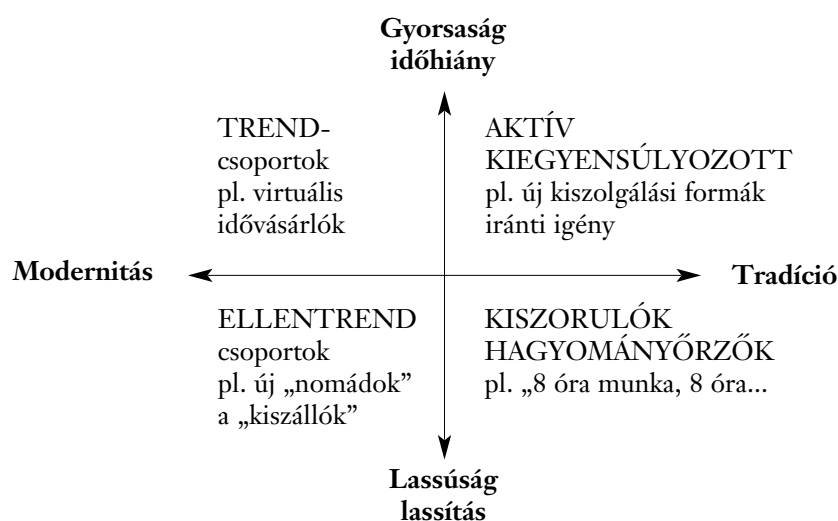 Gyorsaság
időhiány
TREND-
csoportok
pl. virtuális
idővásárlók
AKTÍV
KIEGYENSÚLYOZOTT
pl. új kiszolgálási formák
iránti igény
Modernitás
Tradíció
ELLENTREND
csoportok
pl. új „nomádok”
a „kiszállók”
KISZORULÓK
HAGYOMÁNYŐRZŐK
pl. „8 óra munka, 8 óra...
Lassúság
lassítás